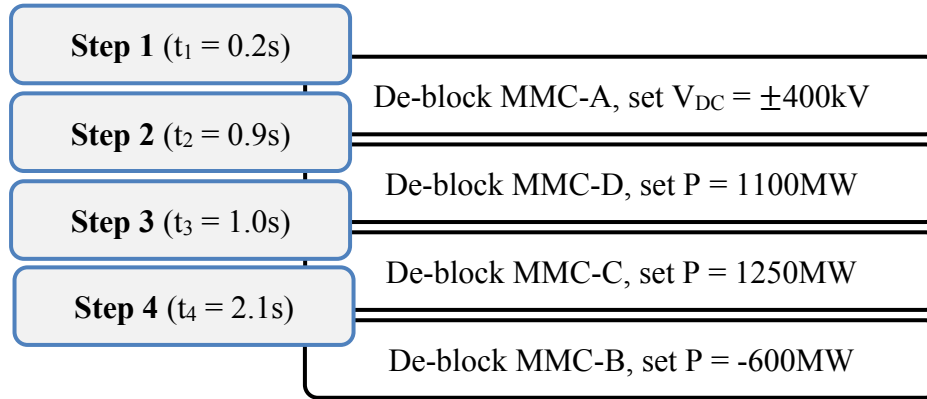 Step 1 (t₁ = 0.2s)
De-block MMC-A, set V_DC = ±400kV
Step 2 (t₂ = 0.9s)
De-block MMC-D, set P = 1100MW
Step 3 (t₃ = 1.0s)
De-block MMC-C, set P = 1250MW
Step 4 (t₄ = 2.1s)
De-block MMC-B, set P = -600MW